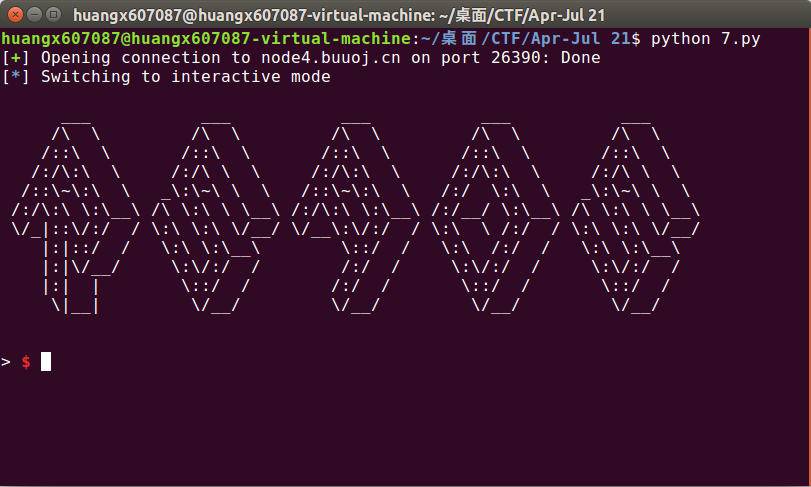 huangx607087@huangx607087-virtual-machine: ~/桌面/CTF/Apr-Jul 21
huangx607087@huangx607087-virtual-machine:~/桌面/CTF/Apr-Jul 21$ python 7.py
[+] Opening connection to node4.buuoj.cn on port 26390: Done
[*] Switching to interactive mode
      ___           ___           ___           ___           ___
     /\  \         /\  \         /\  \         /\  \         /\  \
    /::\  \       /::\  \       /::\  \       /::\  \       /::\  \
   /:/\:\  \     /:/\ \  \     /:/\:\  \     /:/\:\  \     /:/\ \  \
  /::\~\:\  \   _\:\~\ \  \   /::\~\:\  \   /:/  \:\  \   _\:\~\ \  \
 /:/\:\ \:\__\ /\ \:\ \ \__\ /:/\:\ \:\__\ /:/__/ \:\__\ /\ \:\ \ \__\
 \/_|::\/:/  / \:\ \:\ \/__/ \/__\:\/:/  / \:\  \ /:/  / \:\ \:\ \/__/
    |:|::/  /   \:\ \:\__\        \::/  /   \:\  /:/  /   \:\ \:\__\
    |:|\/__/     \:\/:/  /        /:/  /     \:\/:/  /     \:\/:/  /
    |:|  |        \::/  /        /:/  /       \::/  /       \::/  /
     \|__|         \/__/         \/__/         \/__/         \/__/
> $